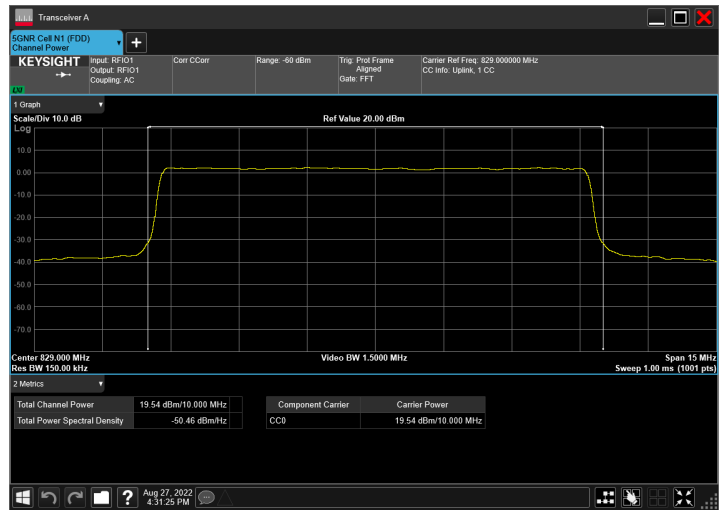 Transceiver A
5GNR Cell N1 (FDD)
Channel Power
KEYSIGHT
LXI
Input: RFIO1
Output: RFIO1
Coupling: AC
Corr CCorr
Range: -60 dBm
Trig: Prot Frame
Aligned
Gate: FFT
Carrier Ref Freq: 829.000000 MHz
CC Info: Uplink, 1 CC
1 Graph
Scale/Div 10.0 dB
Ref Value 20.00 dBm
Log
10.0
0.00
-10.0
-20.0
-30.0
-40.0
-50.0
-60.0
-70.0
Center 829.000 MHz
Video BW 1.5000 MHz
Span 15 MHz
Res BW 150.00 kHz
Sweep 1.00 ms (1001 pts)
2 Metrics
Total Channel Power 19.54 dBm/10.000 MHz
Total Power Spectral Density -50.46 dBm/Hz
Component Carrier Carrier Power
CC0 19.54 dBm/10.000 MHz
?
Aug 27, 2022
4:31:25 PM